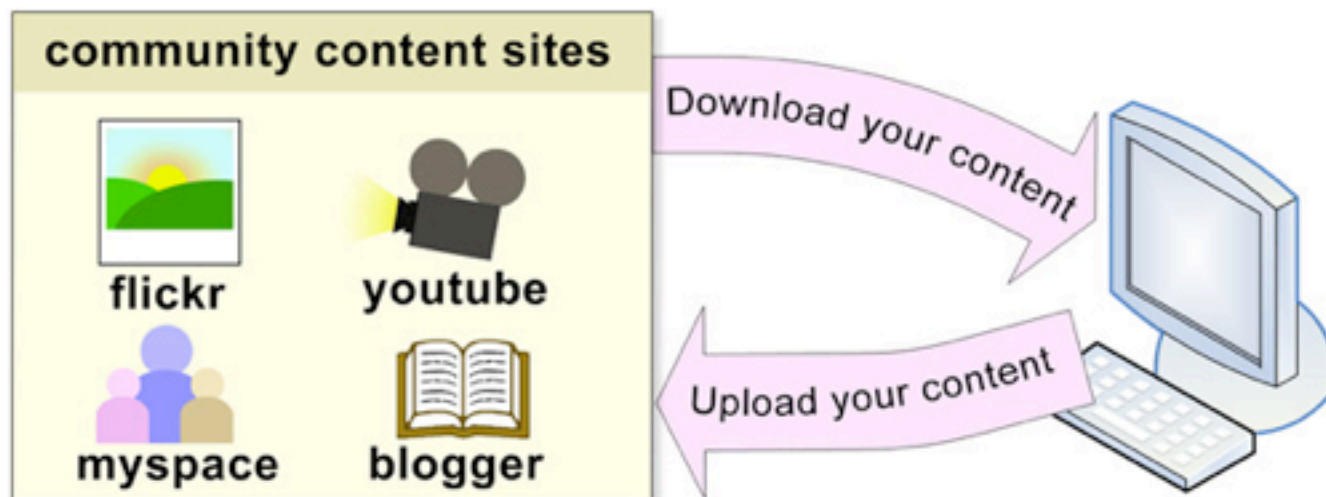 community content sites
flickr
youtube
myspace
blogger
Download your content
Upload your content